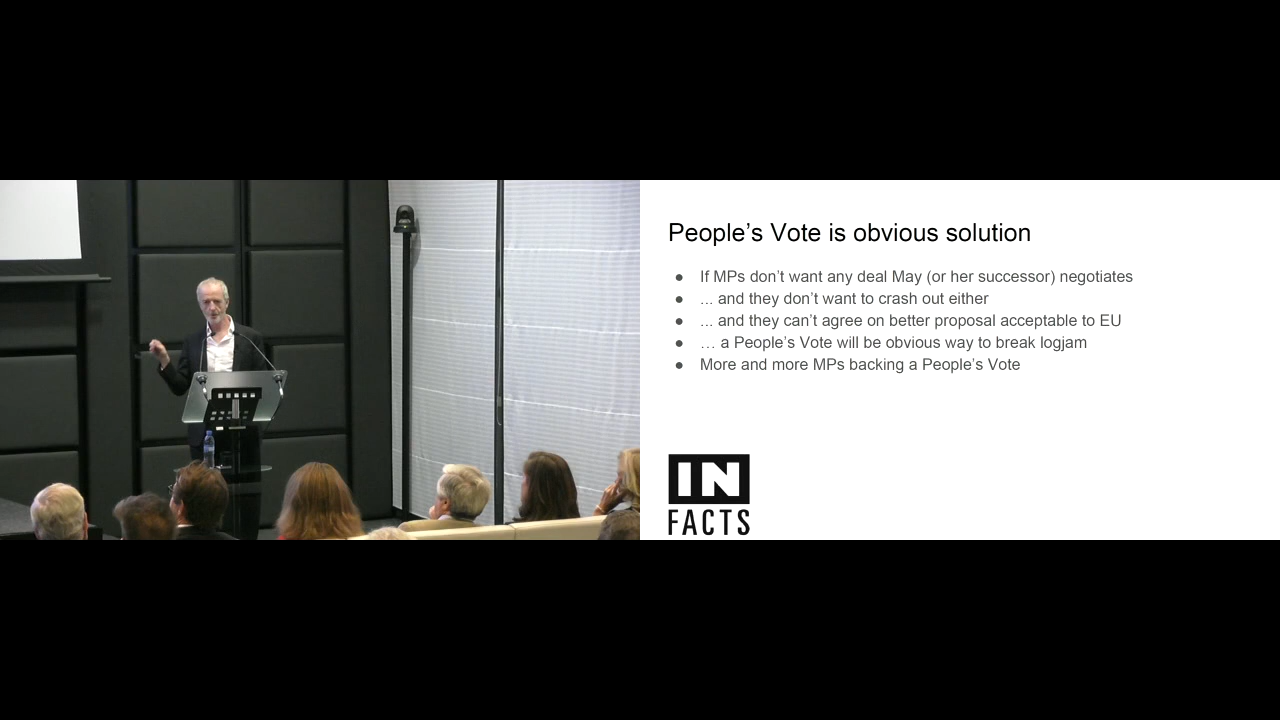 People’s Vote is obvious solution
● If MPs don’t want any deal May (or her successor) negotiates
● ... and they don’t want to crash out either
● ... and they can’t agree on better proposal acceptable to EU
● … a People’s Vote will be obvious way to break logjam
● More and more MPs backing a People’s Vote
IN
FACTS